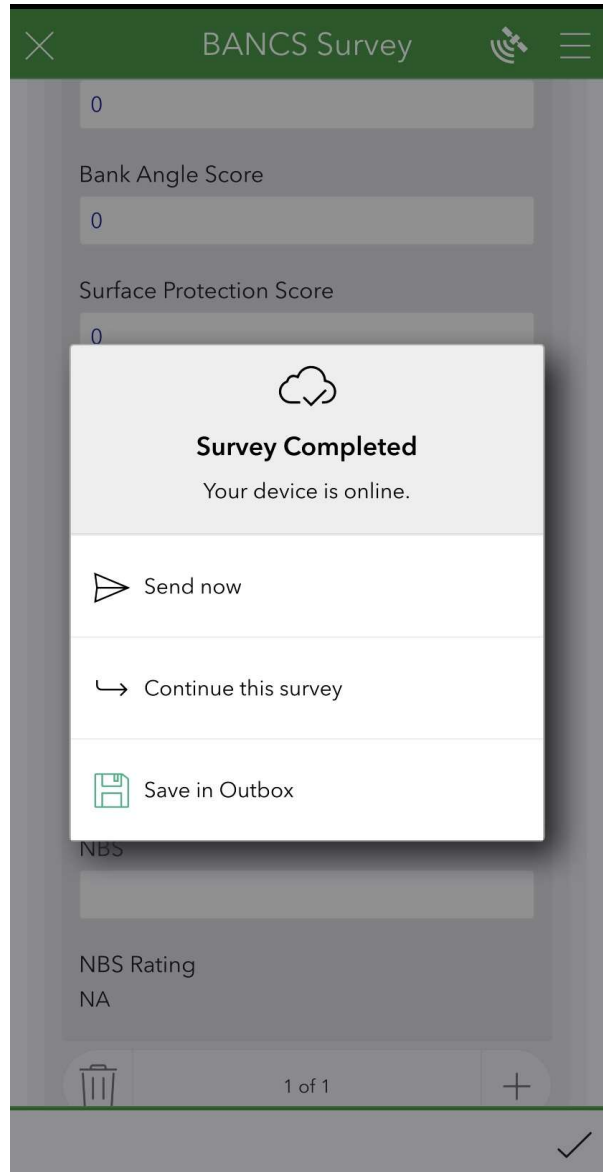 BANCS Survey
0
Bank Angle Score
0
Surface Protection Score
0
Survey Completed
Your device is online.
Send now
Continue this survey
Save in Outbox
NBS
NBS Rating
NA
1 of 1